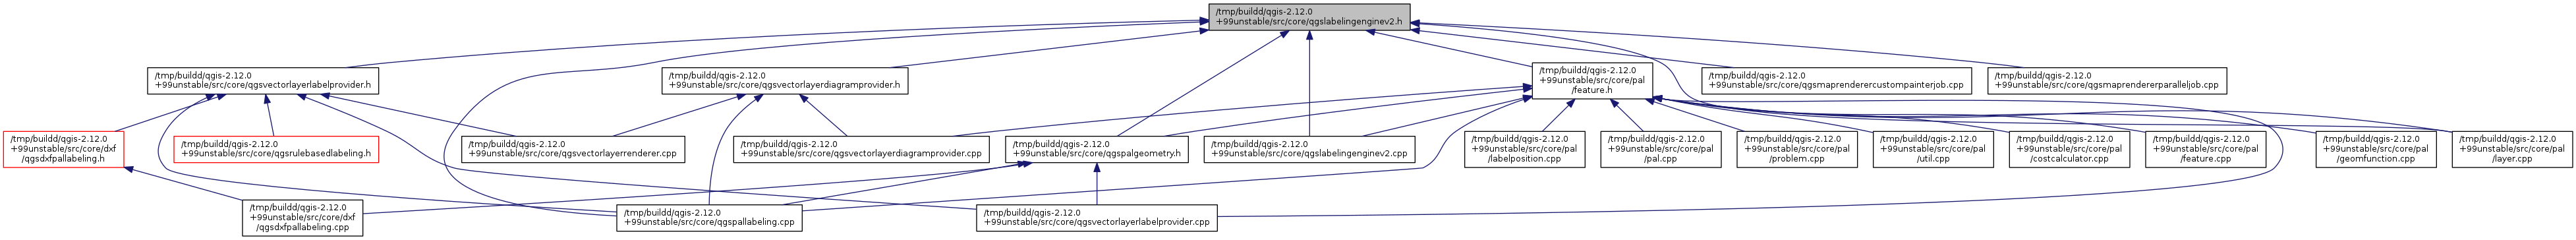 /tmp/buildd/qgis-2.12.0
+99unstable/src/core/qgslabelingenginev2.h
/tmp/buildd/qgis-2.12.0
+99unstable/src/core/qgsvectorlayerlabelprovider.h
/tmp/buildd/qgis-2.12.0
+99unstable/src/core/qgsvectorlayerdiagramprovider.h
/tmp/buildd/qgis-2.12.0
+99unstable/src/core/pal
/feature.h
/tmp/buildd/qgis-2.12.0
+99unstable/src/core/qgsmaprenderercustompainterjob.cpp
/tmp/buildd/qgis-2.12.0
+99unstable/src/core/qgsmaprendererparalleljob.cpp
/tmp/buildd/qgis-2.12.0
+99unstable/src/core/dxf
/qgsdxfpallabeling.h
/tmp/buildd/qgis-2.12.0
+99unstable/src/core/qgsrulebasedlabeling.h
/tmp/buildd/qgis-2.12.0
+99unstable/src/core/qgsvectorlayerrenderer.cpp
/tmp/buildd/qgis-2.12.0
+99unstable/src/core/qgsvectorlayerdiagramprovider.cpp
/tmp/buildd/qgis-2.12.0
+99unstable/src/core/qgspalgeometry.h
/tmp/buildd/qgis-2.12.0
+99unstable/src/core/qgslabelingenginev2.cpp
/tmp/buildd/qgis-2.12.0
+99unstable/src/core/pal
/labelposition.cpp
/tmp/buildd/qgis-2.12.0
+99unstable/src/core/pal
/pal.cpp
/tmp/buildd/qgis-2.12.0
+99unstable/src/core/pal
/problem.cpp
/tmp/buildd/qgis-2.12.0
+99unstable/src/core/pal
/util.cpp
/tmp/buildd/qgis-2.12.0
+99unstable/src/core/pal
/costcalculator.cpp
/tmp/buildd/qgis-2.12.0
+99unstable/src/core/pal
/feature.cpp
/tmp/buildd/qgis-2.12.0
+99unstable/src/core/pal
/geomfunction.cpp
/tmp/buildd/qgis-2.12.0
+99unstable/src/core/pal
/layer.cpp
/tmp/buildd/qgis-2.12.0
+99unstable/src/core/dxf
/qgsdxfpallabeling.cpp
/tmp/buildd/qgis-2.12.0
+99unstable/src/core/qgspallabeling.cpp
/tmp/buildd/qgis-2.12.0
+99unstable/src/core/qgsvectorlayerlabelprovider.cpp